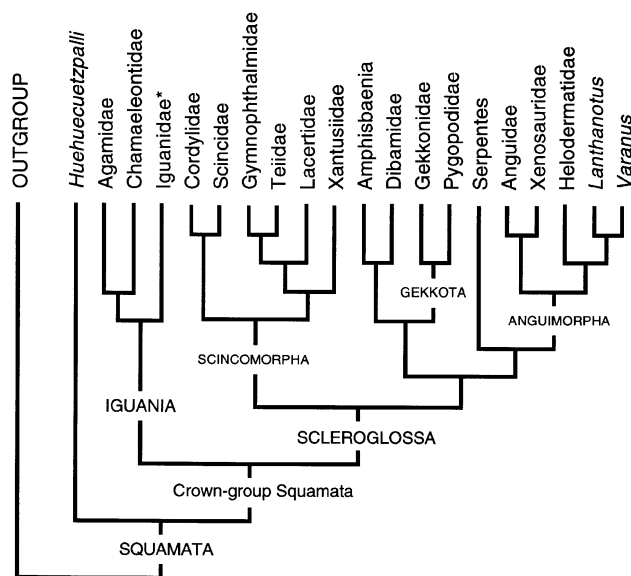 OUTGROUP
Huehuecuetzpalli
Agamidae
Chamaeleontidae
Iguanidae*
Cordylidae
Scincidae
Gymnophthalmidae
Teiidae
Lacertidae
Xantusiidae
Amphisbaenia
Dibamidae
Gekkonidae
Pygopodidae
Serpentes
Anguidae
Xenosauridae
Helodermatidae
Lanthanotus
Varanus
GEKKOTA
ANGUIMORPHA
SCINCOMORPHA
IGUANIA
SCLEROGLOSSA
Crown-group Squamata
SQUAMATA